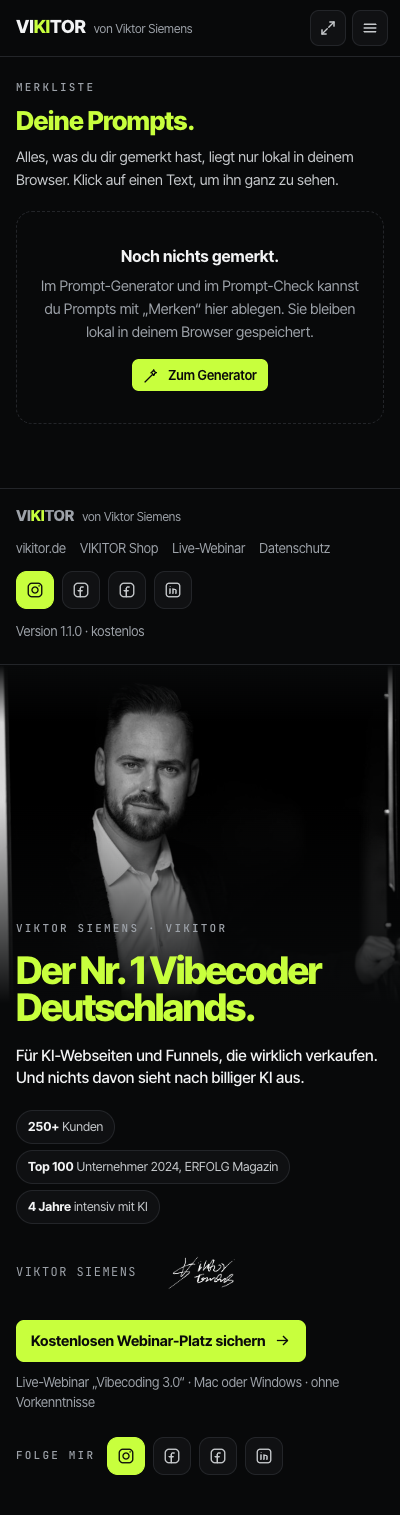 VIKITOR von Viktor Siemens
MERKLISTE
Deine Prompts.
Alles, was du dir gemerkt hast, liegt nur lokal in deinem
Browser. Klick auf einen Text, um ihn ganz zu sehen.
Noch nichts gemerkt.
Im Prompt-Generator und im Prompt-Check kannst
du Prompts mit „Merken“ hier ablegen. Sie bleiben
lokal in deinem Browser gespeichert.
Zum Generator
VIKITOR von Viktor Siemens
vikitor.de VIKITOR Shop Live-Webinar Datenschutz
Version 1.1.0 · kostenlos
VIKTOR SIEMENS · VIKITOR
Der Nr. 1 Vibecoder
Deutschlands.
Für KI-Webseiten und Funnels, die wirklich verkaufen.
Und nichts davon sieht nach billiger KI aus.
250+ Kunden
Top 100 Unternehmer 2024, ERFOLG Magazin
4 Jahre intensiv mit KI
VIKTOR SIEMENS
Kostenlosen Webinar-Platz sichern →
Live-Webinar „Vibecoding 3.0“ · Mac oder Windows · ohne
Vorkenntnisse
FOLGE MIR